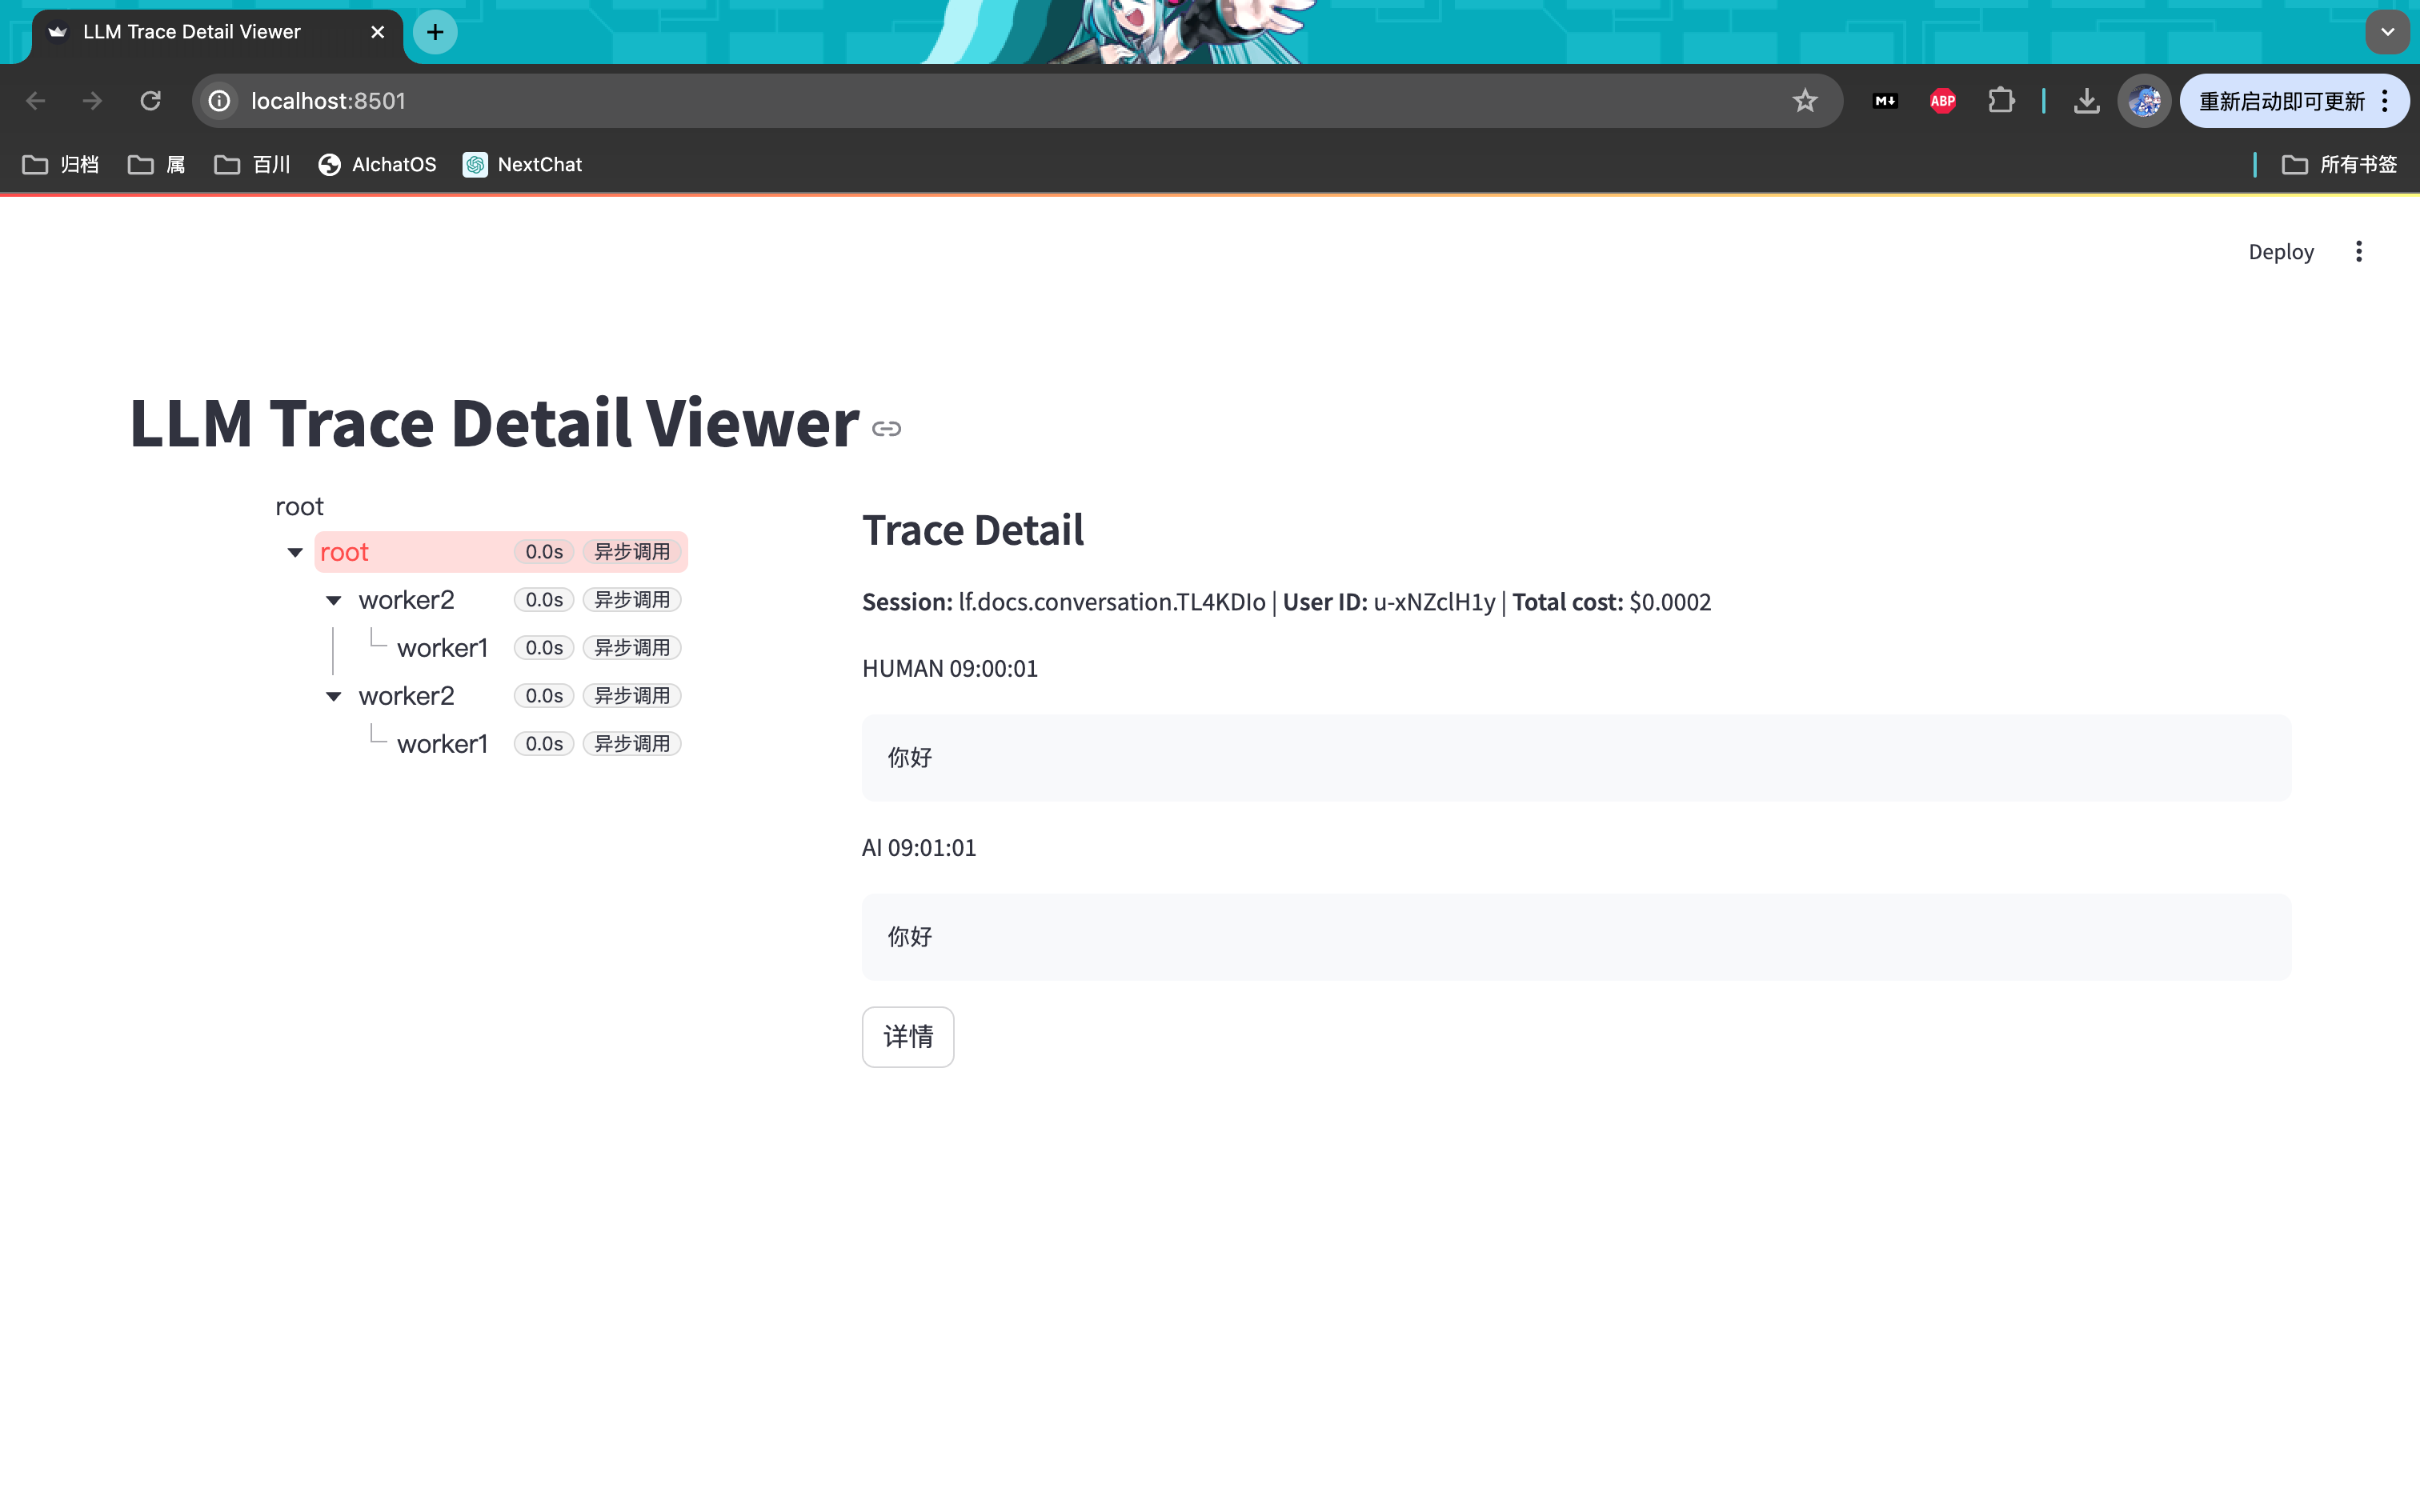 LLM Trace Detail Viewer
localhost:8501
M↓
ABP
重新启动即可更新
归档
属
百川
AIchatOS
NextChat
所有书签
Deploy
LLM Trace Detail Viewer
root
root 0.0s 异步调用
worker2 0.0s 异步调用
worker1 0.0s 异步调用
worker2 0.0s 异步调用
worker1 0.0s 异步调用
Trace Detail
Session: lf.docs.conversation.TL4KDIo | User ID: u-xNZclH1y | Total cost: $0.0002
HUMAN 09:00:01
你好
AI 09:01:01
你好
详情